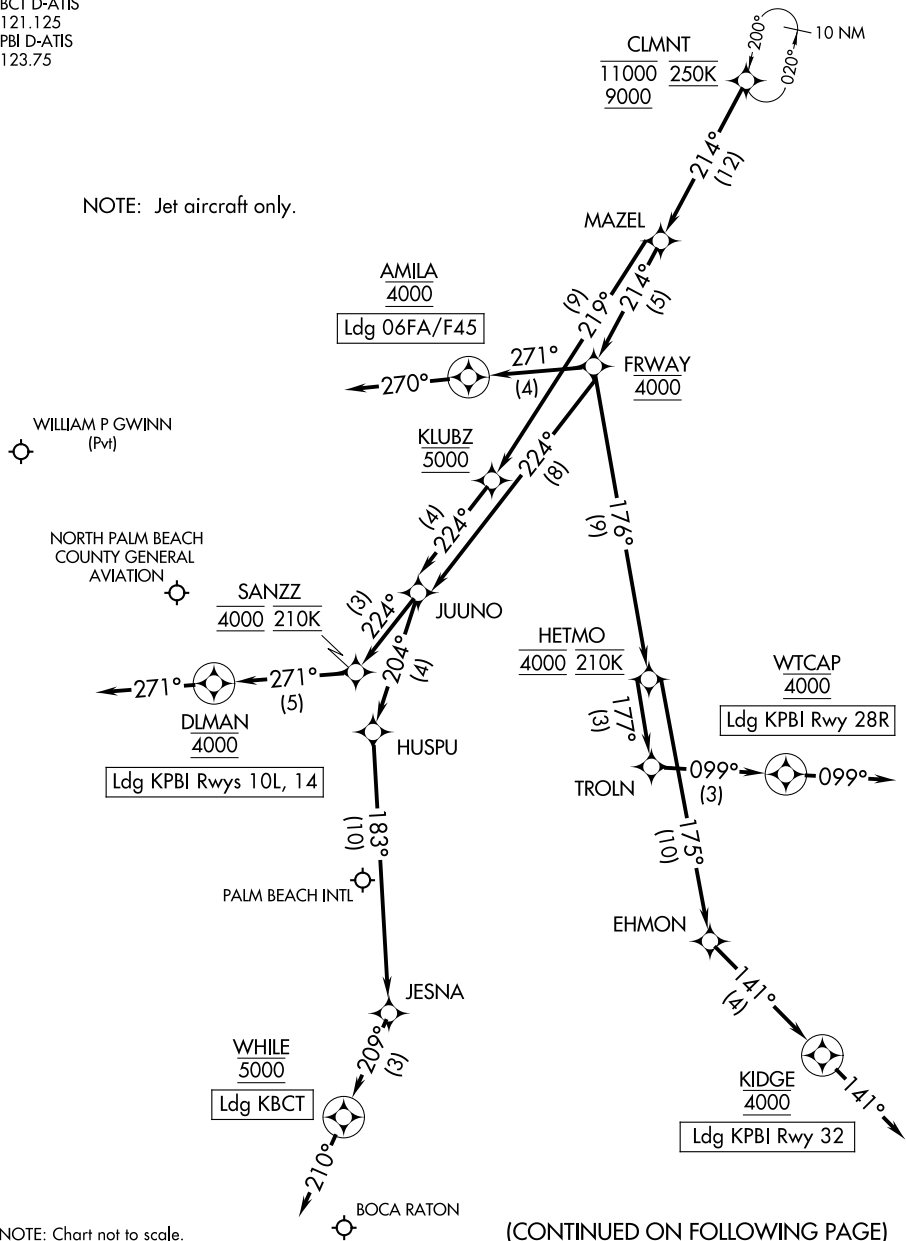 BCT D-ATIS
121.125
PBI D-ATIS
123.75
CLMNT
11000 250K
9000
200°
020°
10 NM
214°
(12)
NOTE: Jet aircraft only.
MAZEL
AMILA
4000
Ldg 06FA/F45
(9)
219°
214°
(5)
271°
(4)
270°
FRWAY
4000
WILLIAM P GWINN
(Pvt)
KLUBZ
5000
224°
(8)
(4)
224°
176°
(9)
NORTH PALM BEACH
COUNTY GENERAL
AVIATION
SANZZ
4000 210K
(3)
224°
JUUNO
204°
(4)
HETMO
4000 210K
WTCAP
4000
Ldg KPBI Rwy 28R
271°
271°
(5)
177°
(3)
DLMAN
4000
Ldg KPBI Rwys 10L, 14
HUSPU
TROLN
099°
(3)
099°
183°
(10)
175°
(10)
PALM BEACH INTL
EHMON
141°
(4)
JESNA
209°
(3)
WHILE
5000
Ldg KBCT
KIDGE
4000
Ldg KPBI Rwy 32
141°
210°
BOCA RATON
NOTE: Chart not to scale.
(CONTINUED ON FOLLOWING PAGE)